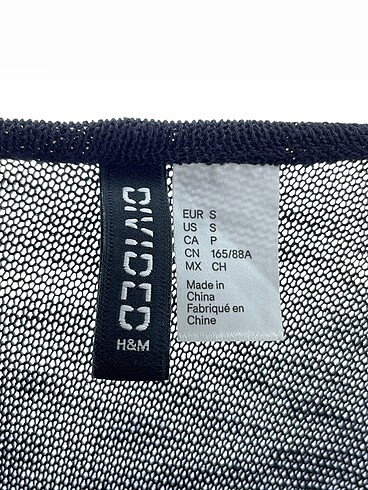 DIVIDED
H&M
EUR S
US S
CA P
CN 165/88A
MX CH
Made in
China
Fabriqué en
Chine